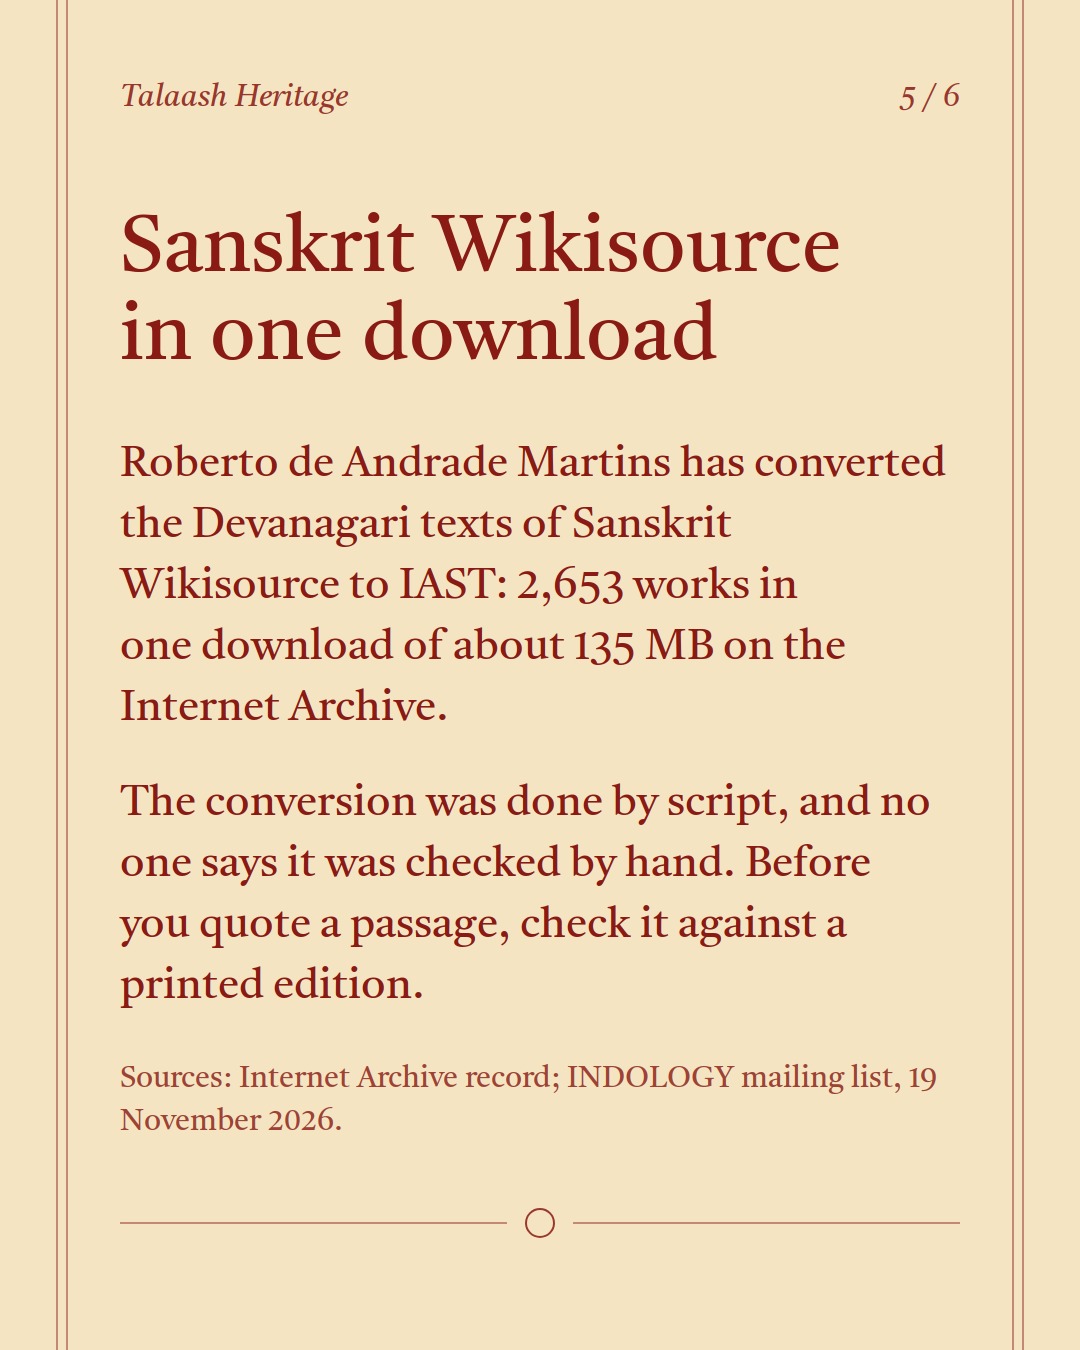 Talaash Heritage
5 / 6
Sanskrit Wikisource
in one download
Roberto de Andrade Martins has converted
the Devanagari texts of Sanskrit
Wikisource to IAST: 2,653 works in
one download of about 135 MB on the
Internet Archive.
The conversion was done by script, and no
one says it was checked by hand. Before
you quote a passage, check it against a
printed edition.
Sources: Internet Archive record; INDOLOGY mailing list, 19
November 2026.